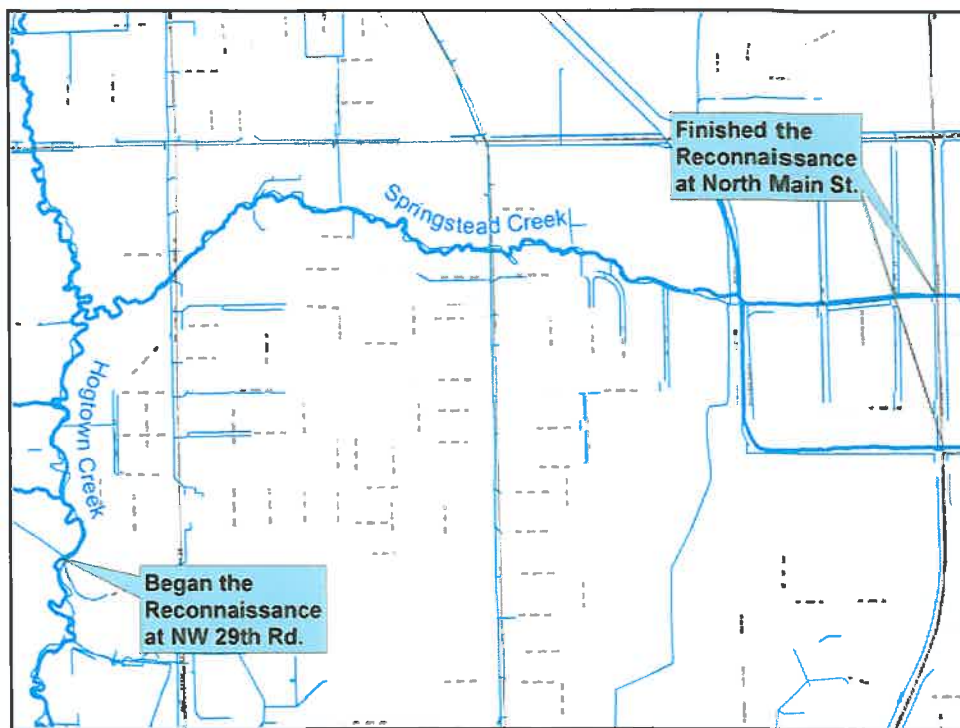 Finished the
Reconnaissance
at North Main St.
Springstead Creek
Hogtown Creek
Began the
Reconnaissance
at NW 29th Rd.